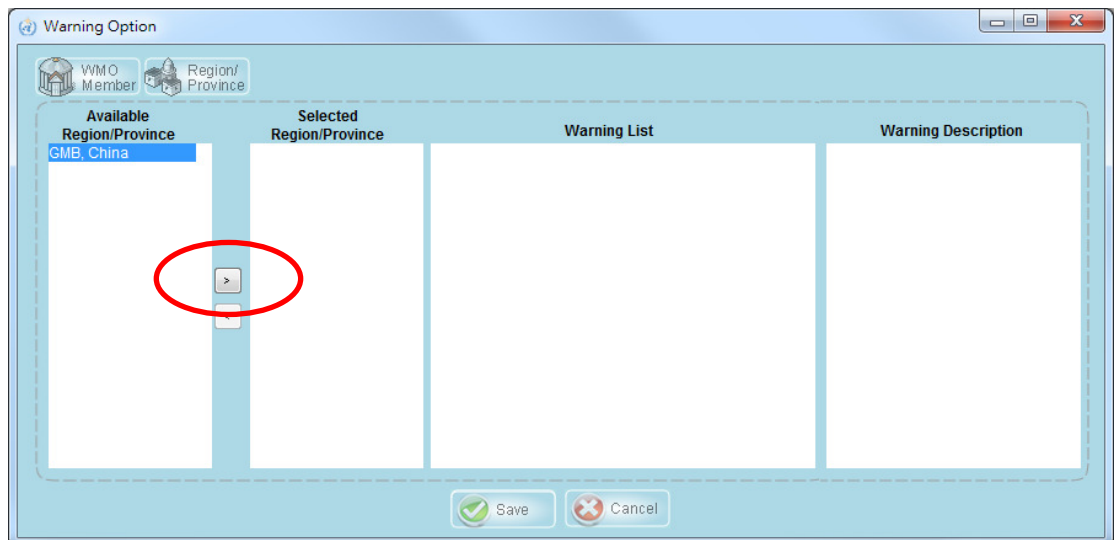 Warning Option
WMO
Member
Region/
Province
Available
Region/Province
Selected
Region/Province
Warning List
Warning Description
GMB, China
>
<
Save
Cancel